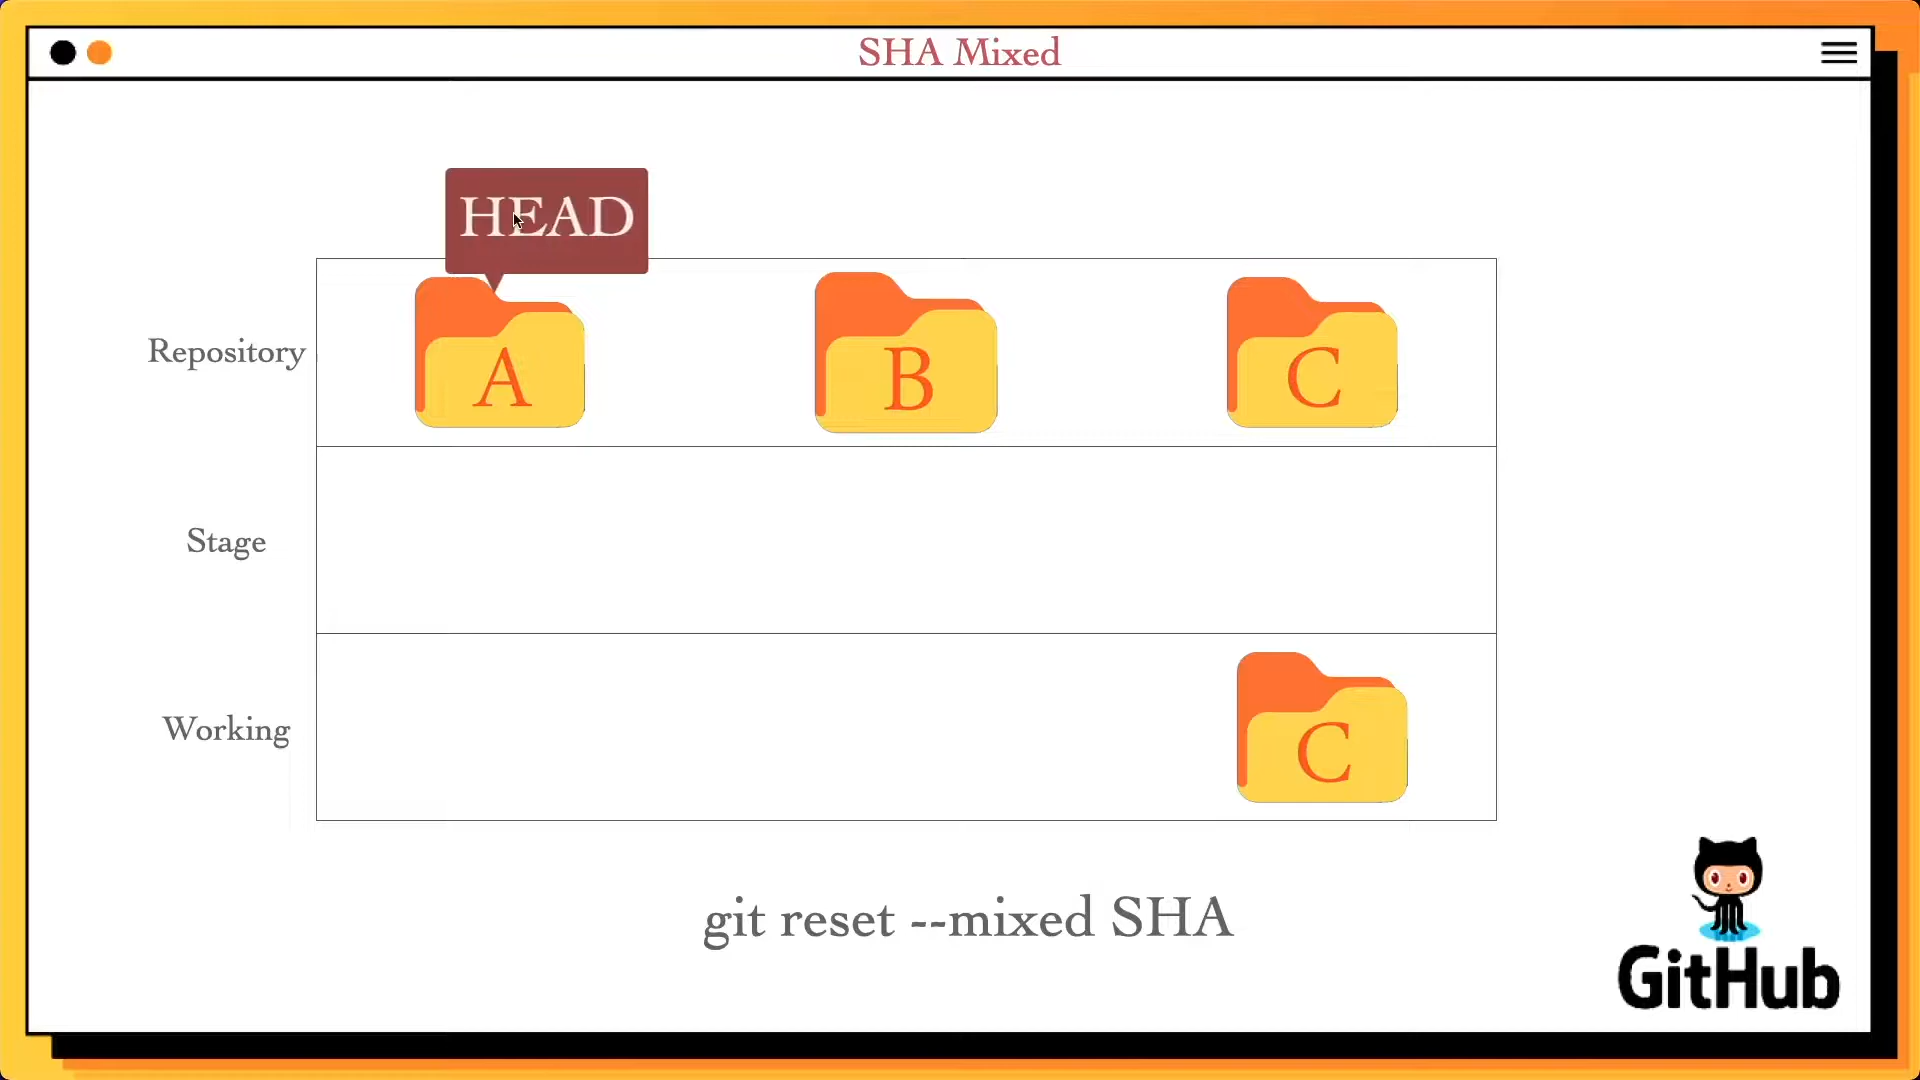 SHA Mixed
HEAD
Repository
A
B
C
Stage
Working
C
git reset --mixed SHA
GitHub